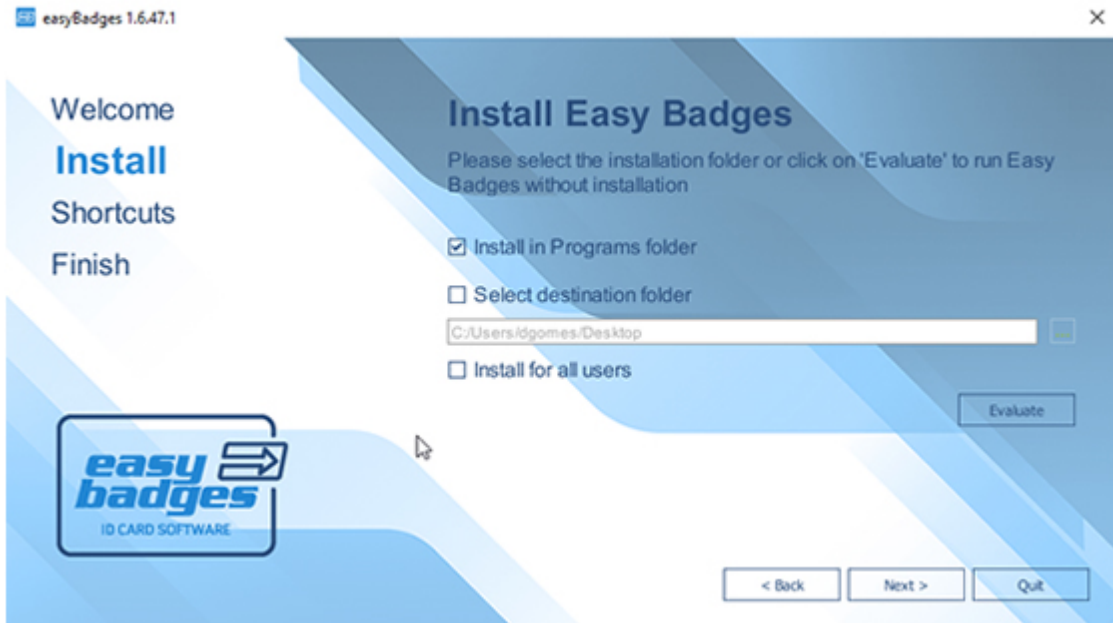 easyBadges 1.6.47.1
Welcome
Install
Shortcuts
Finish
Install Easy Badges
Please select the installation folder or click on 'Evaluate' to run Easy
Badges without installation
Install in Programs folder
Select destination folder
C:/Users/dgomes/Desktop
...
Install for all users
Evaluate
easy
badges
ID CARD SOFTWARE
< Back
Next >
Quit